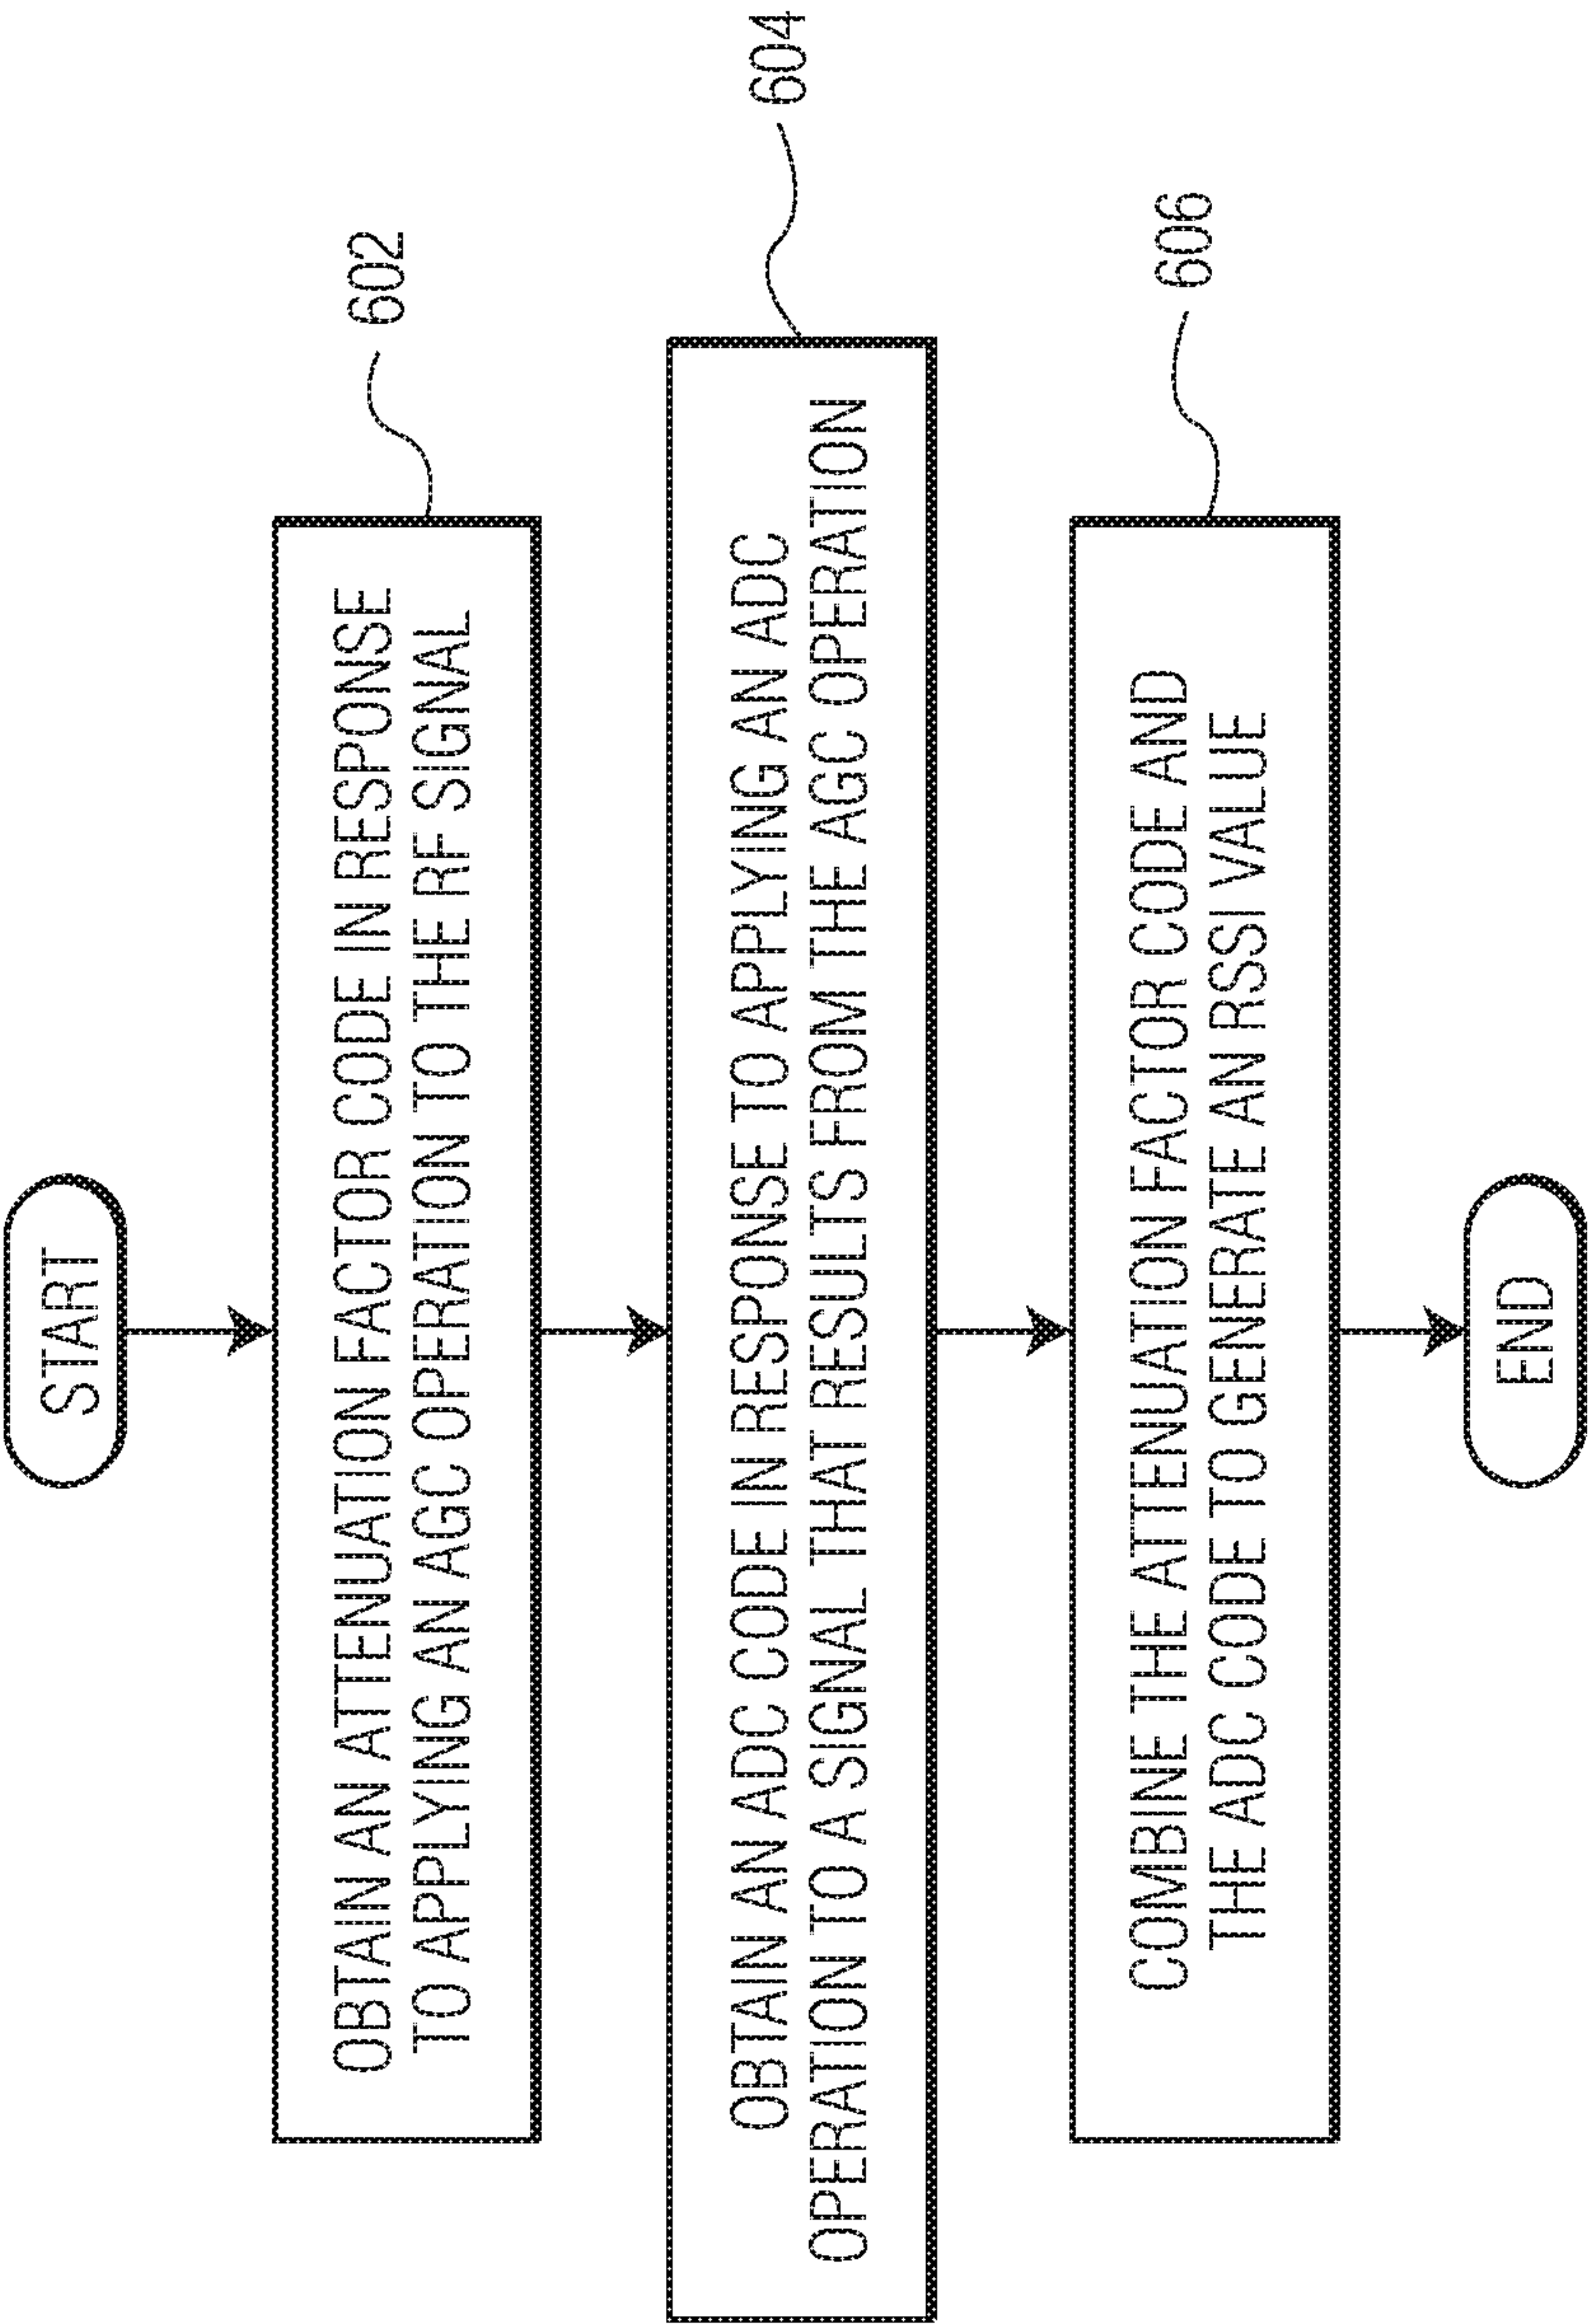 START
OBTAIN AN ATTENUATION FACTOR CODE IN RESPONSE
TO APPLYING AN AGC OPERATION TO THE RF SIGNAL
602
OBTAIN AN ADC CODE IN RESPONSE TO APPLYING AN ADC
OPERATION TO A SIGNAL THAT RESULTS FROM THE AGC OPERATION
604
COMBINE THE ATTENUATION FACTOR CODE AND
THE ADC CODE TO GENERATE AN RSSI VALUE
606
END